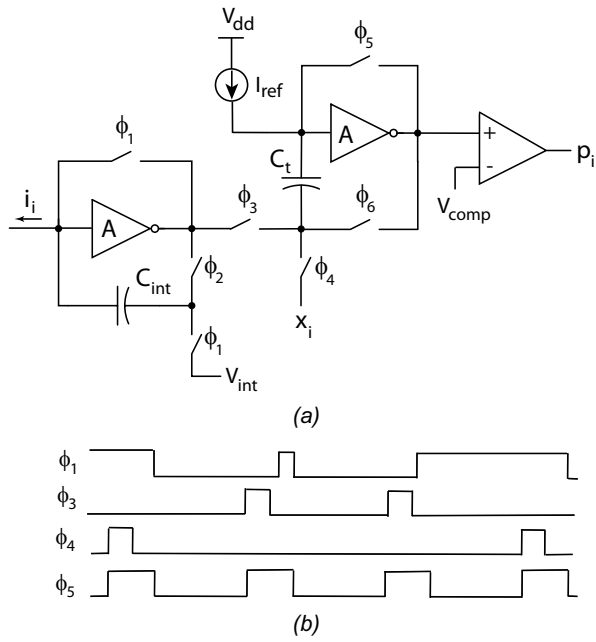 V_dd
ϕ_5
I_ref
A
C_t
+
-
p_i
V_comp
ϕ_1
i_i
A
ϕ_3
ϕ_6
C_int
ϕ_2
ϕ_4
x_i
ϕ_1
V_int
(a)
ϕ_1
ϕ_3
ϕ_4
ϕ_5
(b)